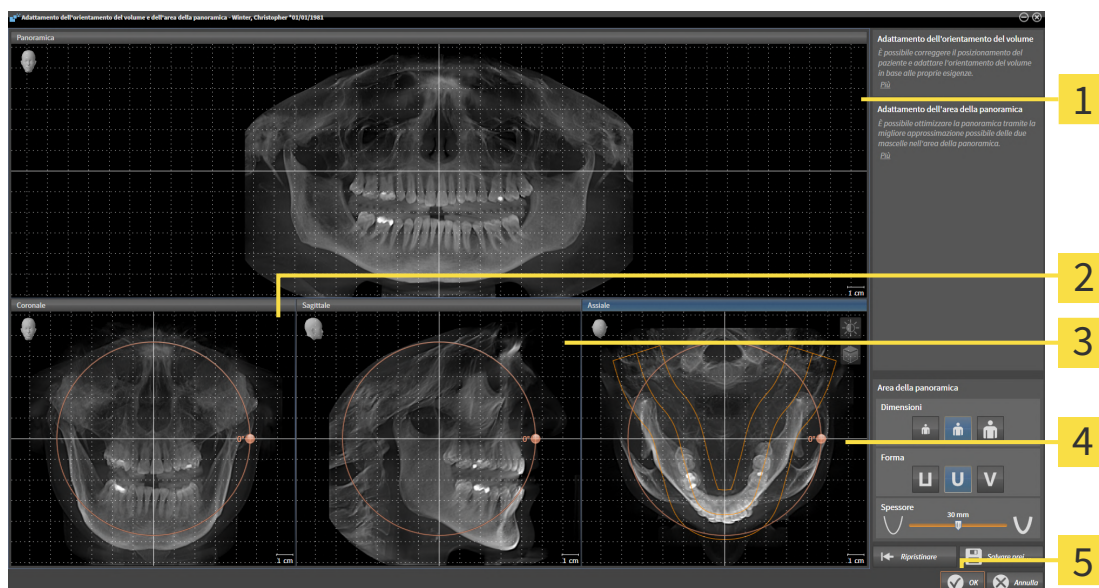 Adattamento dell'orientamento del volume e dell'area della panoramica - Winter, Christopher *01/01/1981
Panoramica
1 cm
Adattamento dell'orientamento del volume
È possibile correggere il posizionamento del
paziente e adattare l'orientamento del volume
in base alle proprie esigenze.
Più
Adattamento dell'area della panoramica
È possibile ottimizzare la panoramica tramite la
migliore approssimazione possibile delle due
mascelle nell'area della panoramica.
Più
1
2
3
4
5
Coronale
0°
1 cm
Sagittale
0°
1 cm
Assiale
0°
1 cm
Area della panoramica
Dimensioni
Forma
U
V
Spessore
30 mm
Ripristinare
Salvare
OK
Annulla